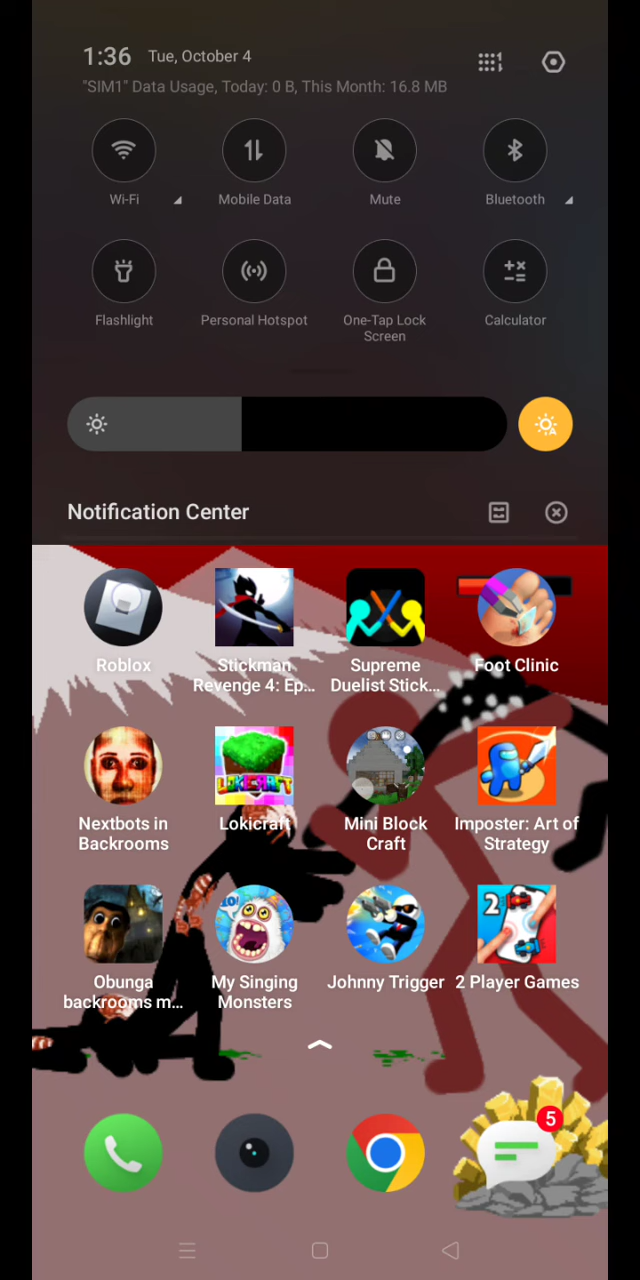 1:36 Tue, October 4
"SIM1" Data Usage, Today: 0 B, This Month: 16.8 MB
Wi-Fi Mobile Data Mute Bluetooth
Flashlight Personal Hotspot One-Tap Lock Screen Calculator
Notification Center
Roblox
Stickman
Revenge 4: Ep...
Supreme
Duelist Stick...
Foot Clinic
Nextbots in
Backrooms
LOKICRAFT
Lokicraft
Mini Block
Craft
Imposter: Art of
Strategy
Obunga
backrooms m...
My Singing
Monsters
Johnny Trigger
2
2 Player Games
5